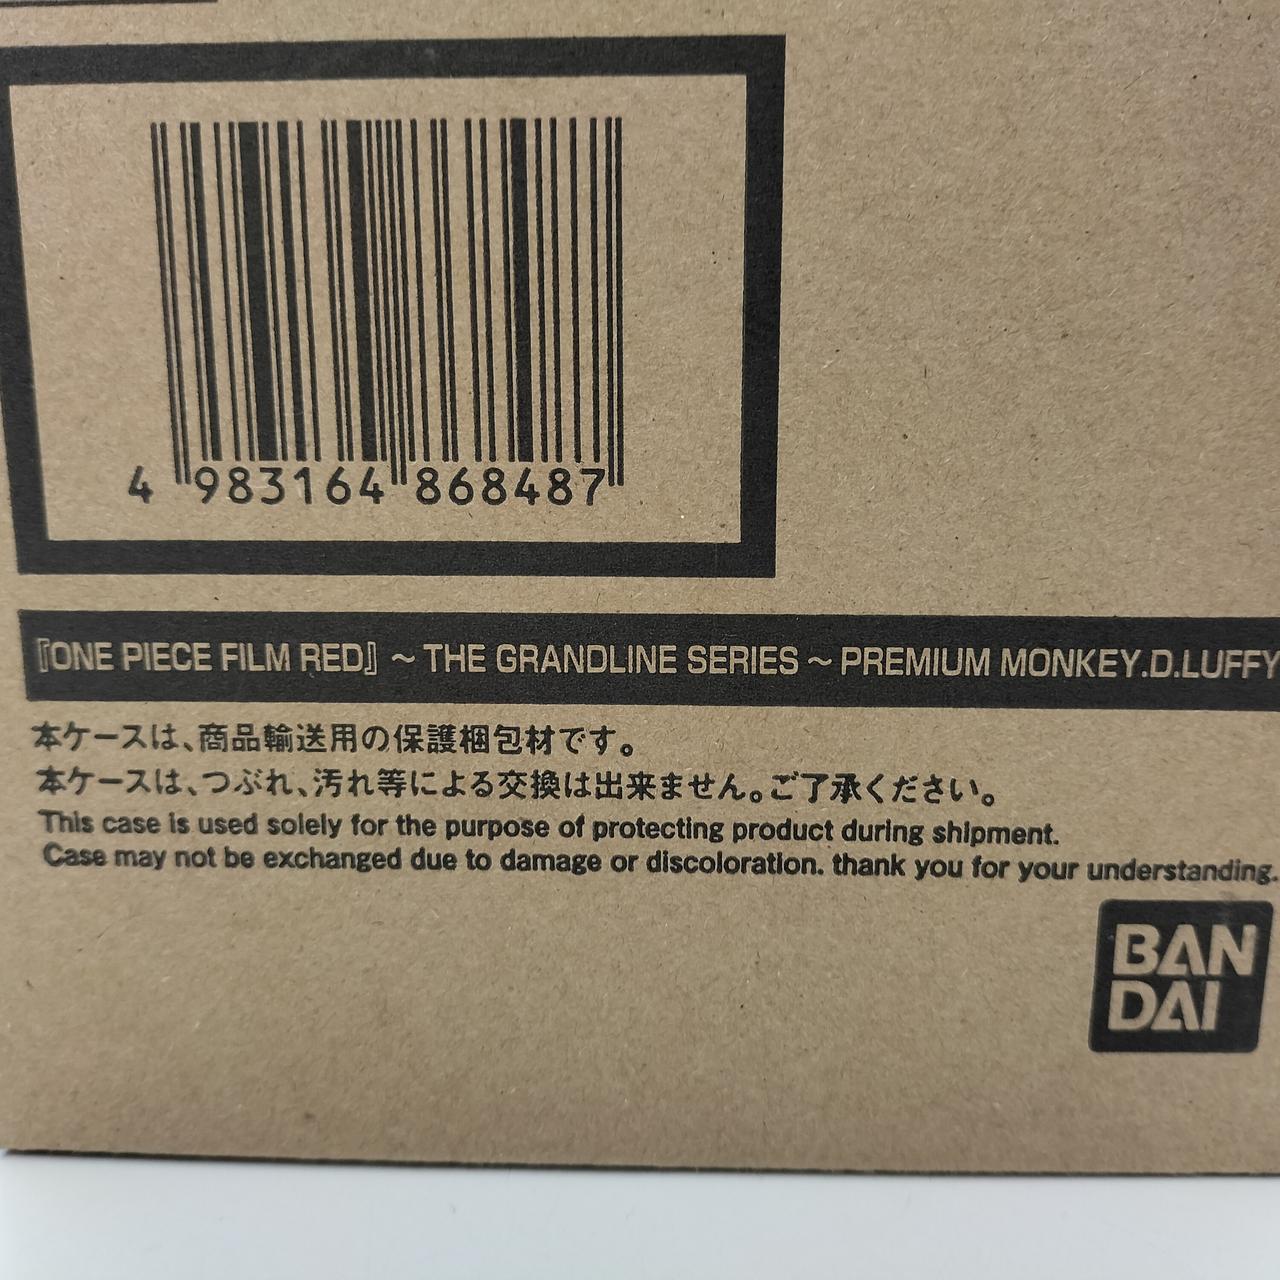 4 983164 868487
『ONE PIECE FILM RED』 ~ THE GRANDLINE SERIES ~ PREMIUM MONKEY.D.LUFFY
本ケースは、商品輸送用の保護梱包材です。
本ケースは、つぶれ、汚れ等による交換は出来ません。ご了承ください。
This case is used solely for the purpose of protecting product during shipment.
Case may not be exchanged due to damage or discoloration. thank you for your understanding.
BAN
DAI